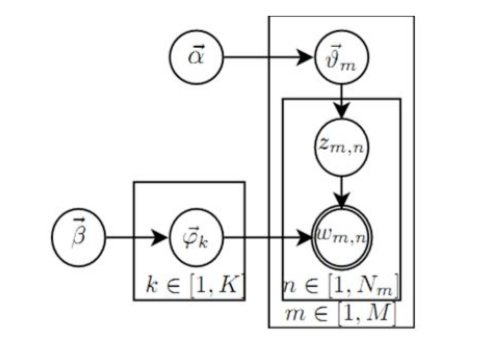 $\vec{\alpha}$
$\vec{\vartheta}_m$
$z_{m,n}$
$\vec{\beta}$
$\vec{\varphi}_k$
$w_{m,n}$
$k \in [1, K]$
$n \in [1, N_m]$
$m \in [1, M]$